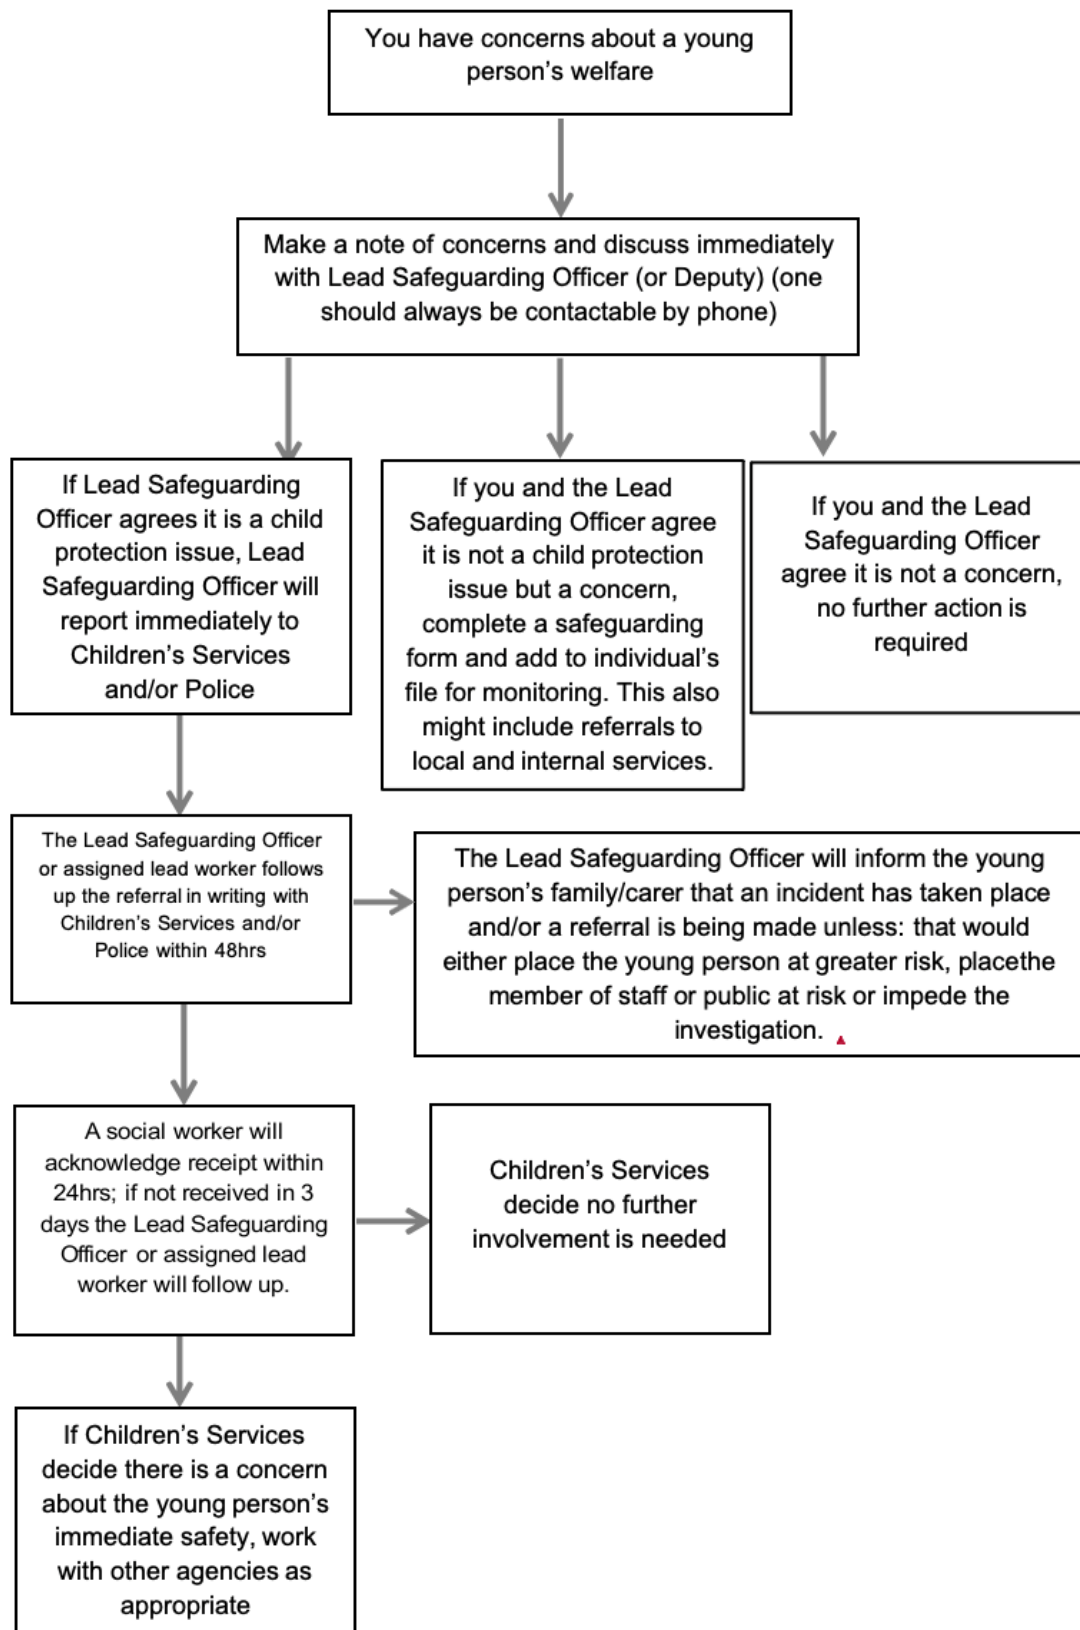 You have concerns about a young
person’s welfare
Make a note of concerns and discuss immediately
with Lead Safeguarding Officer (or Deputy) (one
should always be contactable by phone)
If Lead Safeguarding
Officer agrees it is a child
protection issue, Lead
Safeguarding Officer will
report immediately to
Children’s Services
and/or Police
If you and the Lead
Safeguarding Officer agree
it is not a child protection
issue but a concern,
complete a safeguarding
form and add to individual’s
file for monitoring. This also
might include referrals to
local and internal services.
If you and the Lead
Safeguarding Officer
agree it is not a concern,
no further action is
required
The Lead Safeguarding Officer
or assigned lead worker follows
up the referral in writing with
Children’s Services and/or
Police within 48hrs
The Lead Safeguarding Officer will inform the young
person’s family/carer that an incident has taken place
and/or a referral is being made unless: that would
either place the young person at greater risk, placethe
member of staff or public at risk or impede the
investigation.
A social worker will
acknowledge receipt within
24hrs; if not received in 3
days the Lead Safeguarding
Officer or assigned lead
worker will follow up.
Children’s Services
decide no further
involvement is needed
If Children’s Services
decide there is a concern
about the young person’s
immediate safety, work
with other agencies as
appropriate